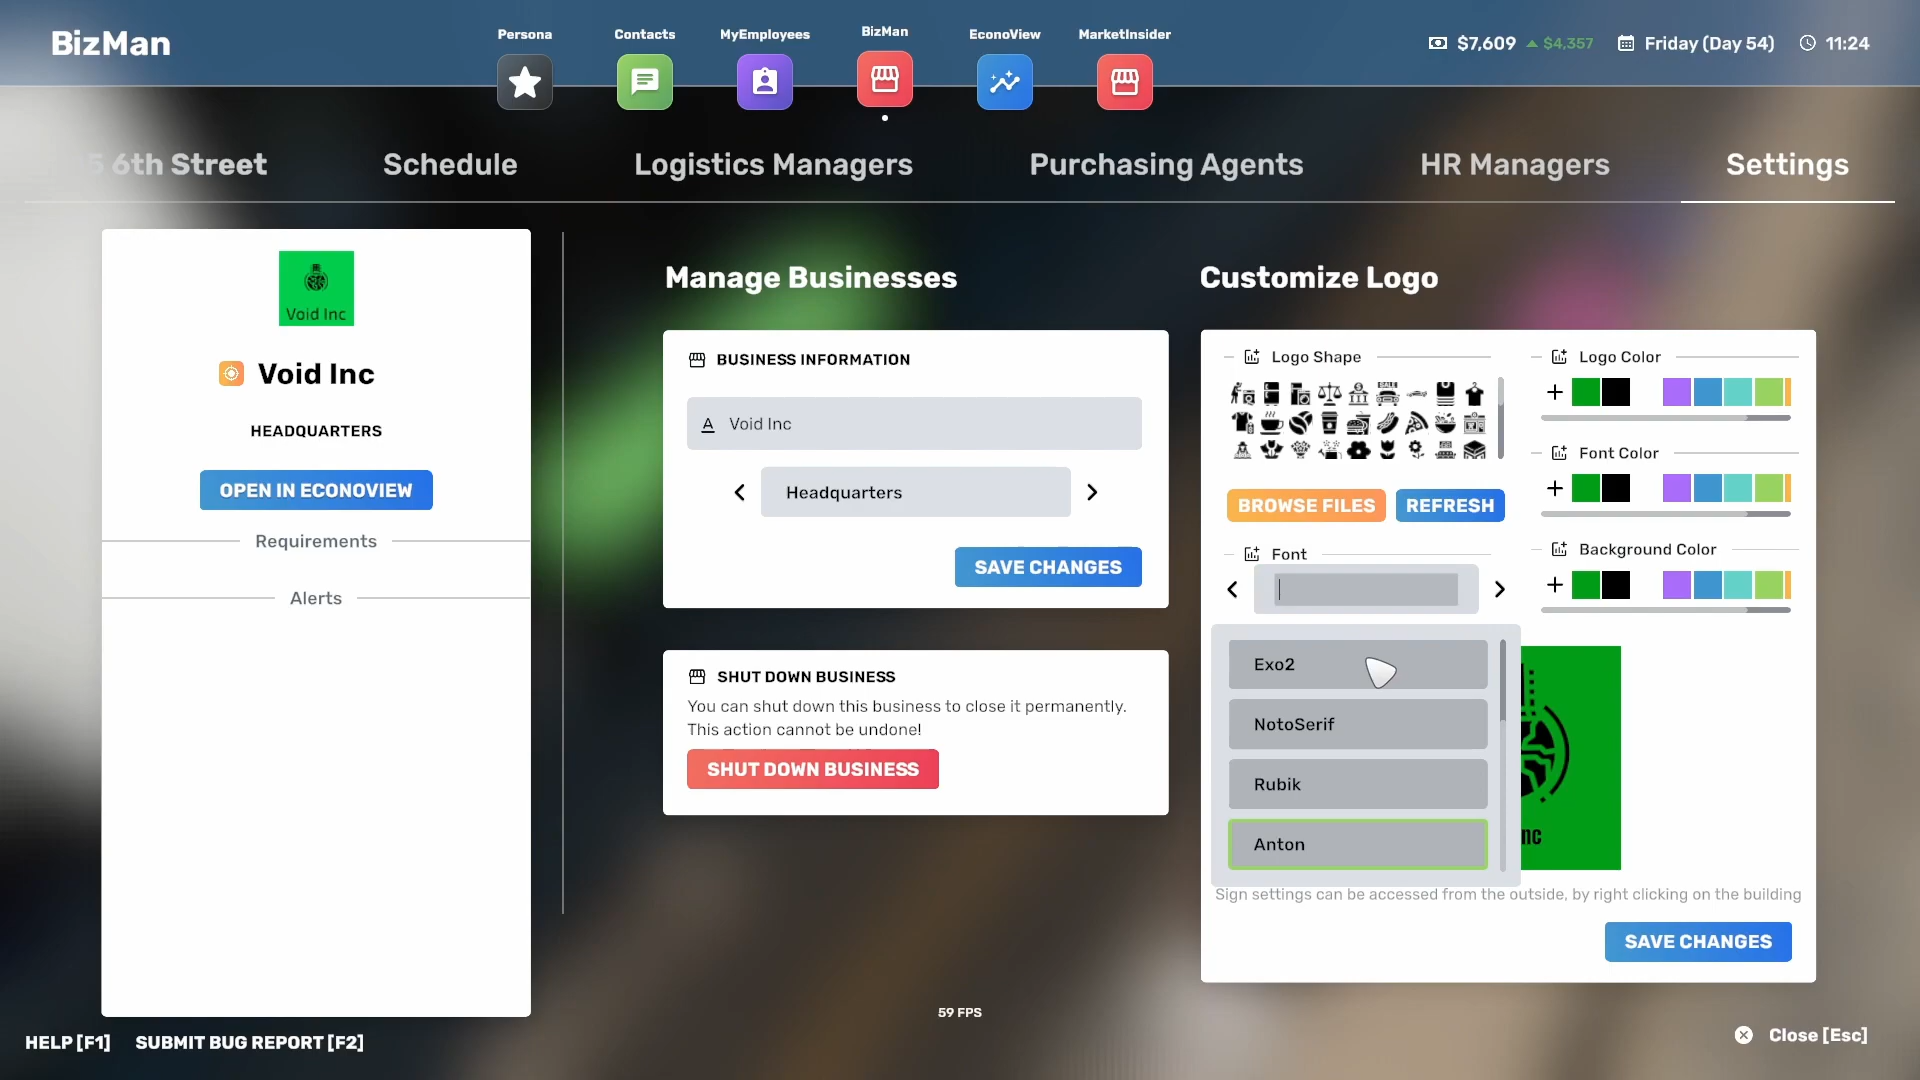 BizMan
Persona
Contacts
MyEmployees
BizMan
EconoView
MarketInsider
$7,609
$4,357
Friday (Day 54)
11:24
5 6th Street
Schedule
Logistics Managers
Purchasing Agents
HR Managers
Settings
Void Inc
Void Inc
HEADQUARTERS
OPEN IN ECONOVIEW
Requirements
Alerts
Manage Businesses
BUSINESS INFORMATION
Void Inc
Headquarters
SAVE CHANGES
SHUT DOWN BUSINESS
You can shut down this business to close it permanently.
This action cannot be undone!
SHUT DOWN BUSINESS
Customize Logo
Logo Shape
SALE
BROWSE FILES
REFRESH
Font
Exo2
NotoSerif
Rubik
Anton
Logo Color
Font Color
Background Color
nc
Sign settings can be accessed from the outside, by right clicking on the building
SAVE CHANGES
59 FPS
HELP [F1]
SUBMIT BUG REPORT [F2]
Close [Esc]